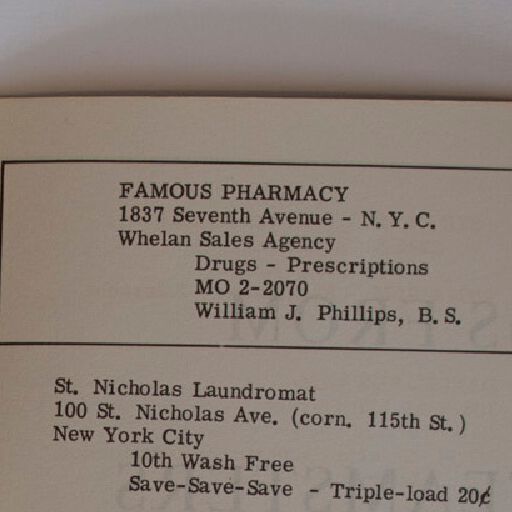 FAMOUS PHARMACY
1837 Seventh Avenue - N. Y. C.
Whelan Sales Agency
Drugs - Prescriptions
MO 2-2070
William J. Phillips, B. S.
St. Nicholas Laundromat
100 St. Nicholas Ave. (corn. 115th St.)
New York City
10th Wash Free
Save-Save-Save - Triple-load 20¢